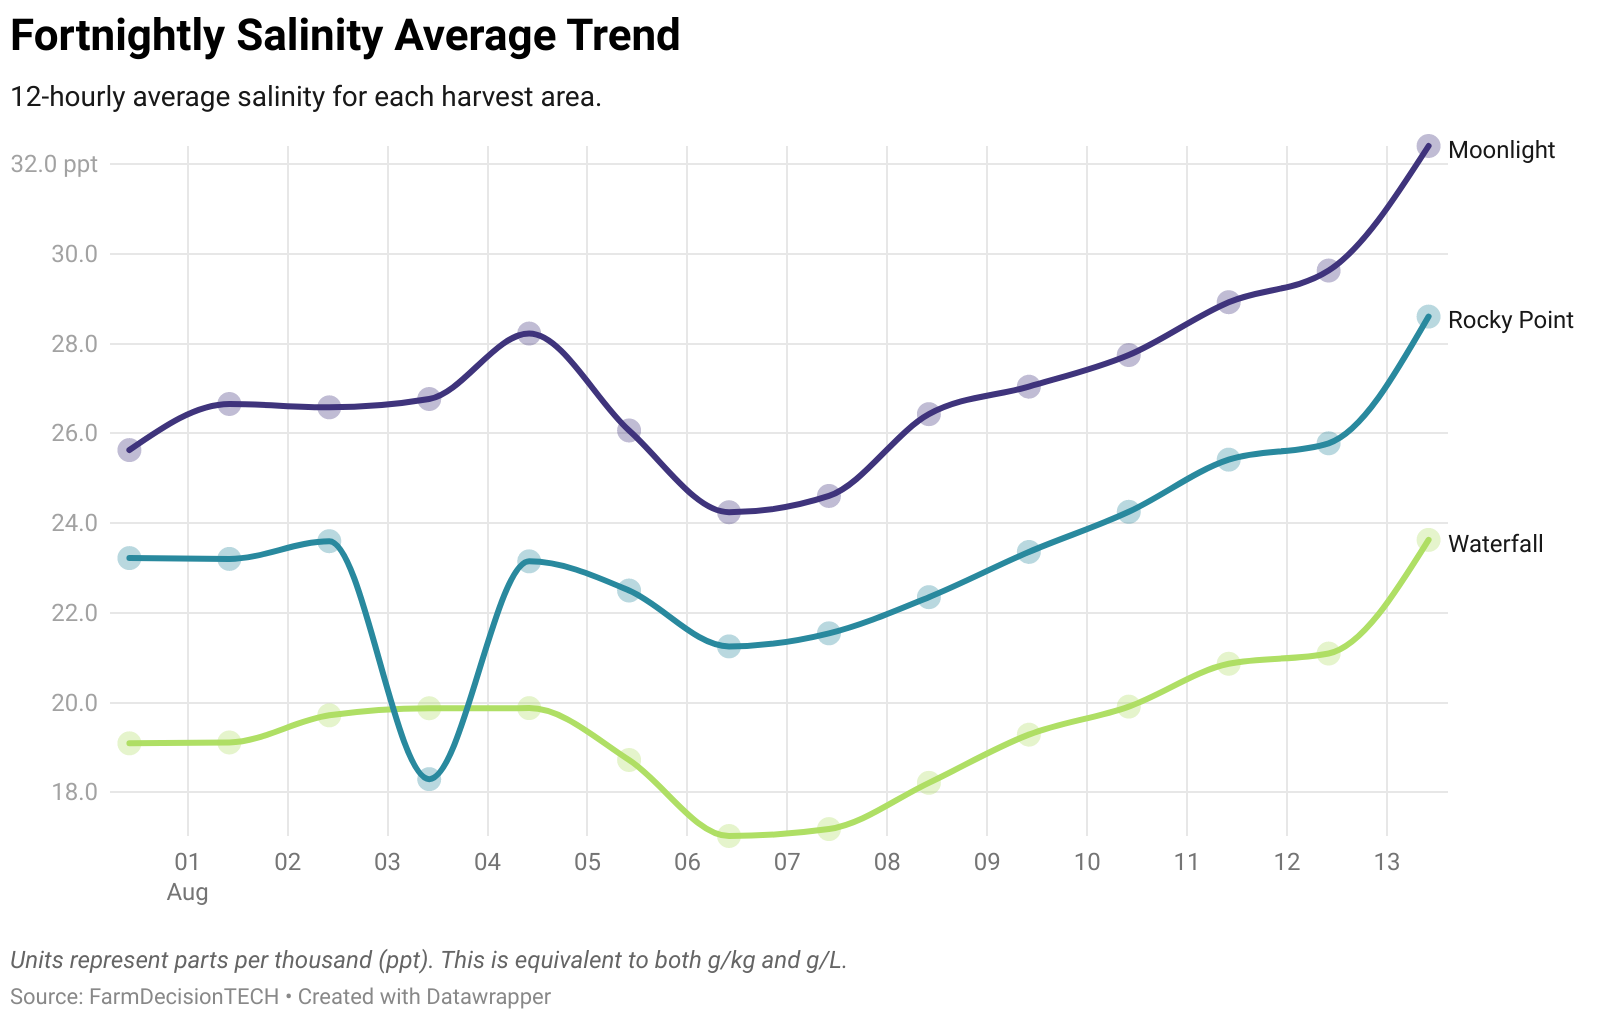 Fortnightly Salinity Average Trend
12-hourly average salinity for each harvest area.
32.0 ppt
30.0
28.0
26.0
24.0
22.0
20.0
18.0
Moonlight
Rocky Point
Waterfall
01 02 03 04 05 06 07 08 09 10 11 12 13
Aug
Units represent parts per thousand (ppt). This is equivalent to both g/kg and g/L.
Source: FarmDecisionTECH • Created with Datawrapper